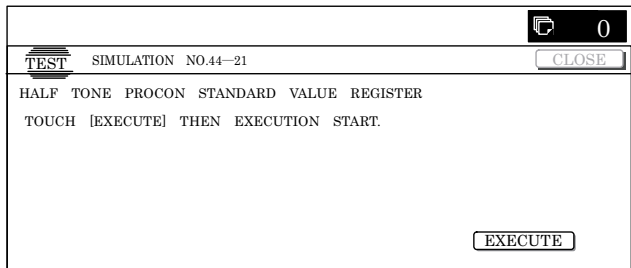 0
TEST SIMULATION NO.44—21 CLOSE
HALF TONE PROCON STANDARD VALUE REGISTER
TOUCH [EXECUTE] THEN EXECUTION START.
EXECUTE